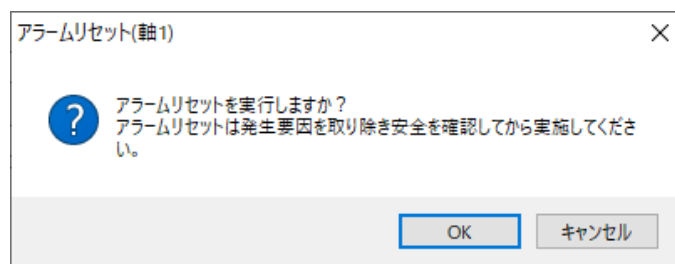 アラームリセット(軸1)
アラームリセットを実行しますか？
アラームリセットは発生要因を取り除き安全を確認してから実施してくださ
い。
OK
キャンセル